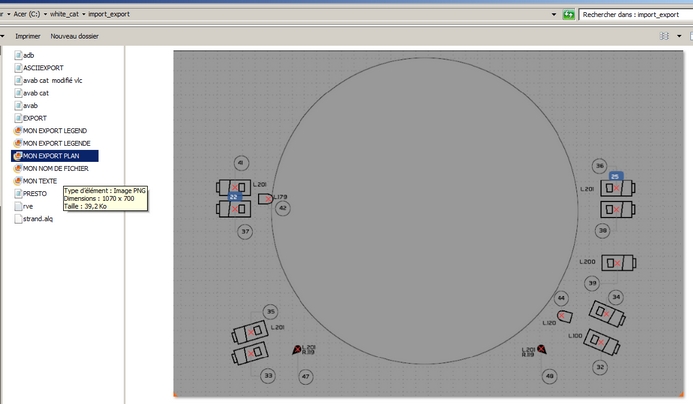 Acer (C:) ▸ white_cat ▸ import_export
Rechercher dans : import_export
Imprimer Nouveau dossier
adb
ASCIIEXPORT
avab cat modifié vlc
avab cat
avab
EXPORT
MON EXPORT LEGEND
MON EXPORT LEGENDE
MON EXPORT PLAN
MON NOM DE FICHIER
MON TEXTE
PRESTO
rve
strand.alq
Type d'élément : Image PNG
Dimensions : 1070 x 700
Taille : 39,2 Ko
41
L201
22
L179
42
37
36
25
L201
38
L200
39
44
34
L120
L100
32
35
L201
33
L201
R119
47
L201
R119
48